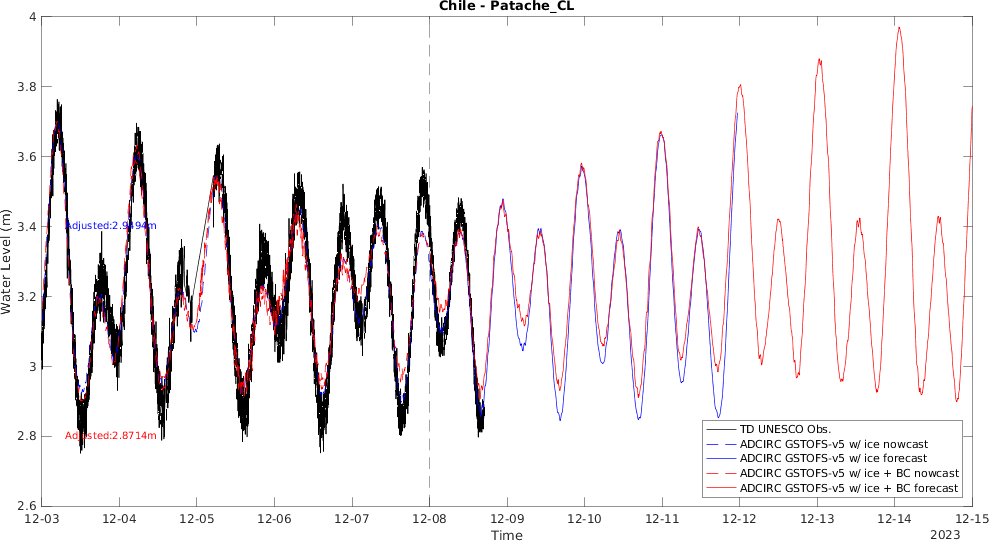 Chile - Patache_CL
4
3.8
3.6
3.4
3.2
3
2.8
2.6
Water Level (m)
Adjusted:2.9494m
Adjusted:2.8714m
TD UNESCO Obs.
ADCIRC GSTOFS-v5 w/ ice nowcast
ADCIRC GSTOFS-v5 w/ ice forecast
ADCIRC GSTOFS-v5 w/ ice + BC nowcast
ADCIRC GSTOFS-v5 w/ ice + BC forecast
12-03 12-04 12-05 12-06 12-07 12-08 12-09 12-10 12-11 12-12 12-13 12-14 12-15
Time
2023